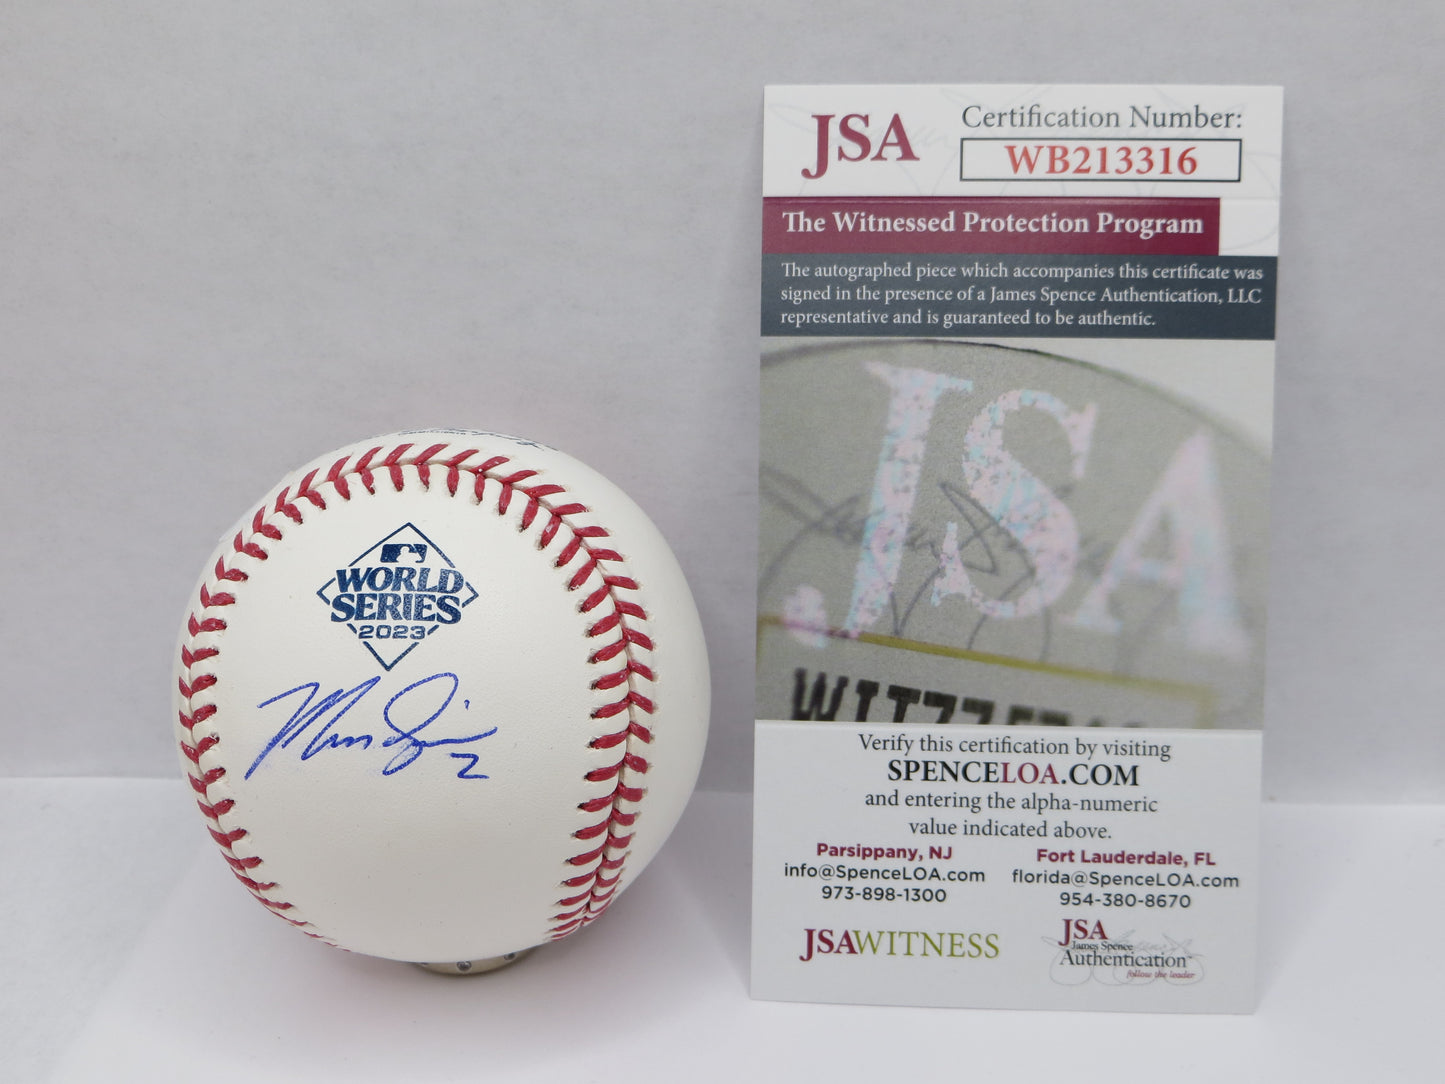 WORLD
SERIES
2023
JSA
Certification Number:
WB213316
The Witnessed Protection Program
The autographed piece which accompanies this certificate was
signed in the presence of a James Spence Authentication, LLC
representative and is guaranteed to be authentic.
JSA
Verify this certification by visiting
SPENCELOA.COM
and entering the alpha-numeric
value indicated above.
Parsippany, NJ
info@SpenceLOA.com
973-898-1300
Fort Lauderdale, FL
florida@SpenceLOA.com
954-380-8670
JSAWITNESS
JSA
James Spence
Authentication
follow the leader